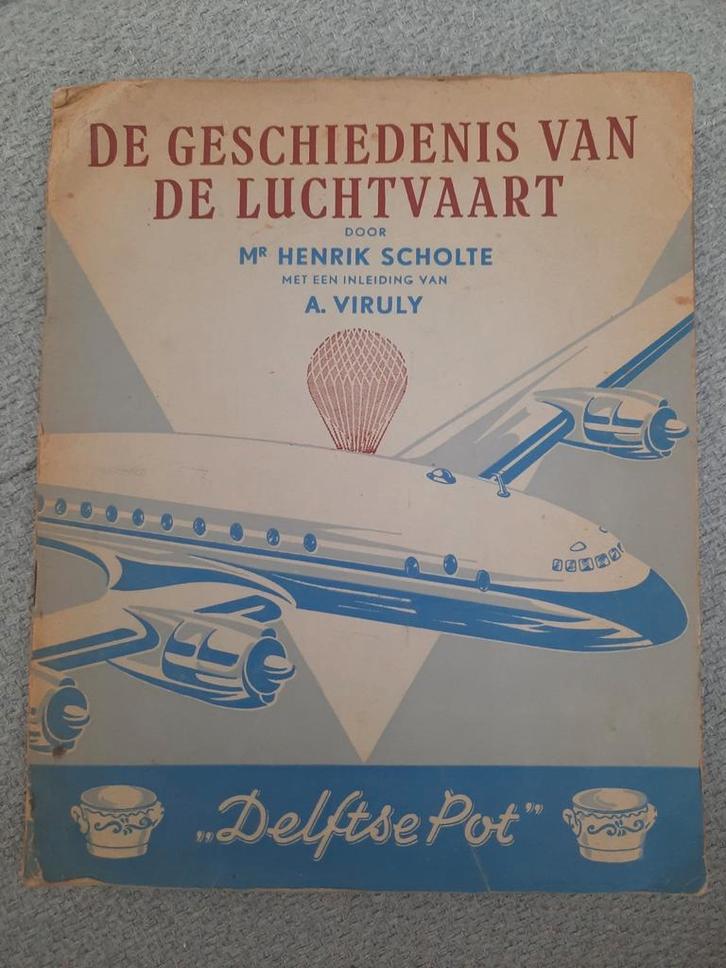 DE GESCHIEDENIS VAN
DE LUCHTVAART
DOOR
MR HENRIK SCHOLTE
MET EEN INLEIDING VAN
A. VIRULY
„Delftse Pot”